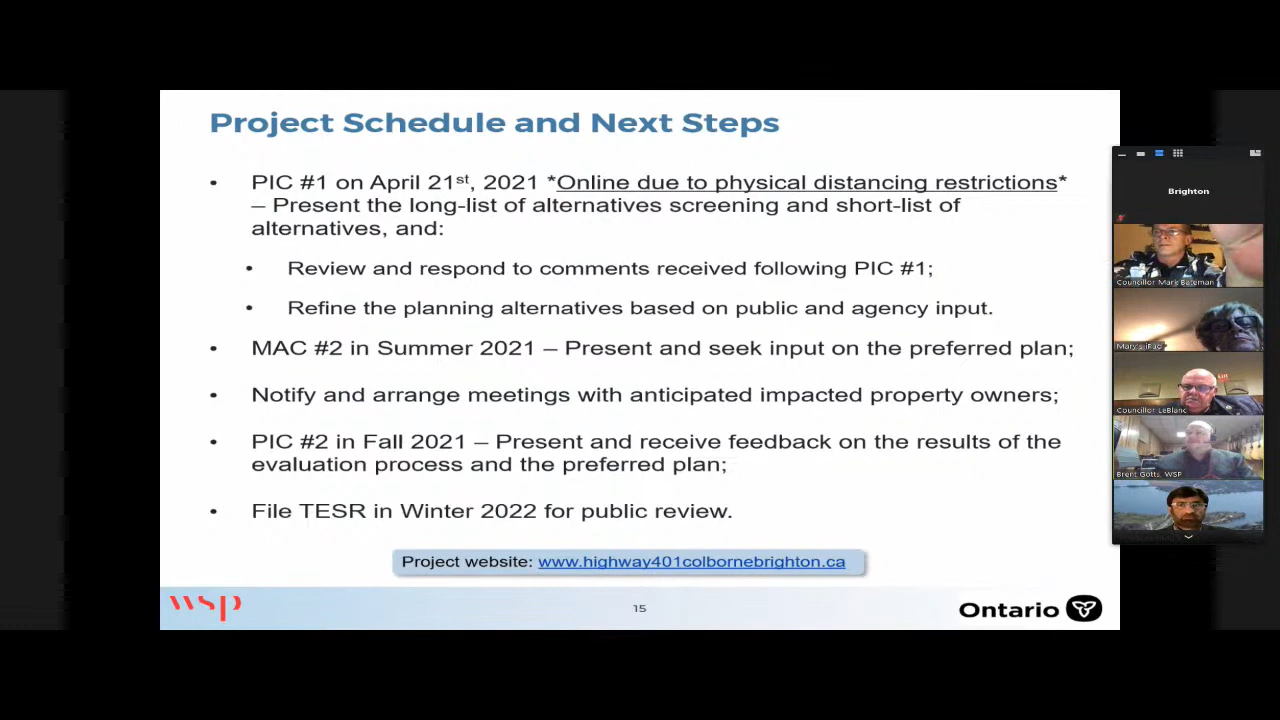 Project Schedule and Next Steps
• PIC #1 on April 21st, 2021 *Online due to physical distancing restrictions*
– Present the long-list of alternatives screening and short-list of
alternatives, and:
• Review and respond to comments received following PIC #1;
• Refine the planning alternatives based on public and agency input.
• MAC #2 in Summer 2021 – Present and seek input on the preferred plan;
• Notify and arrange meetings with anticipated impacted property owners;
• PIC #2 in Fall 2021 – Present and receive feedback on the results of the
evaluation process and the preferred plan;
• File TESR in Winter 2022 for public review.
Project website: www.highway401colbornebrighton.ca
wsp
15
Ontario
Brighton
Councillor Mark Bateman
Mary's iPad
Councillor LeBlanc
Brent Gotts, WSP